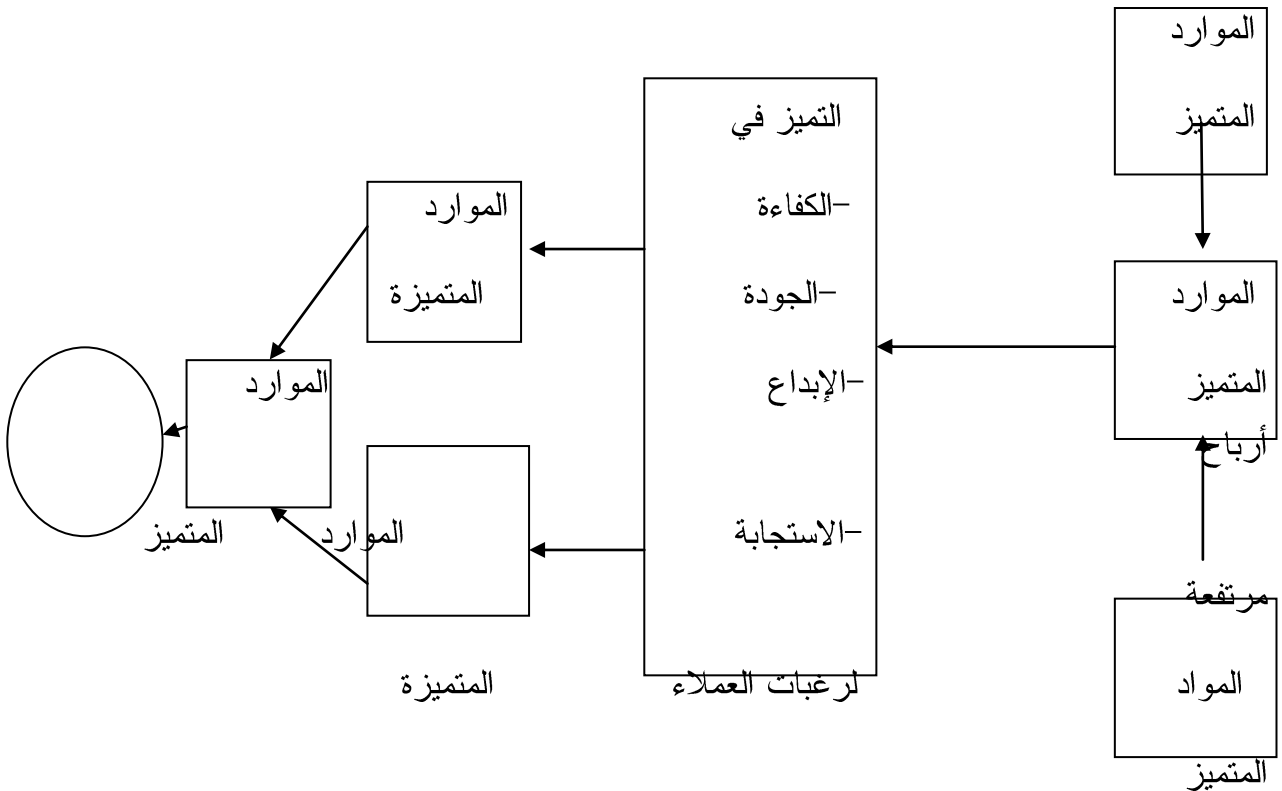 الموارد
المتميز
الموارد
المتميز
أرباح
مرتفعة
المواد
المتميز
التميز في
-الكفاءة
-الجودة
-الإبداع
-الاستجابة
لرغبات العملاء
الموارد
المتميزة
الموارد
المتميزة
الموارد
المتميز